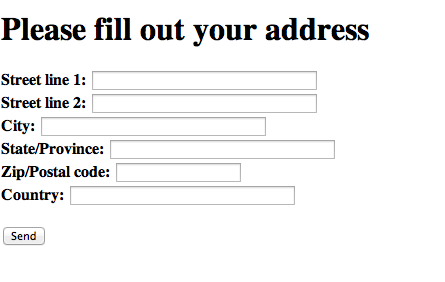 Please fill out your address
Street line 1:
Street line 2:
City:
State/Province:
Zip/Postal code:
Country:
Send